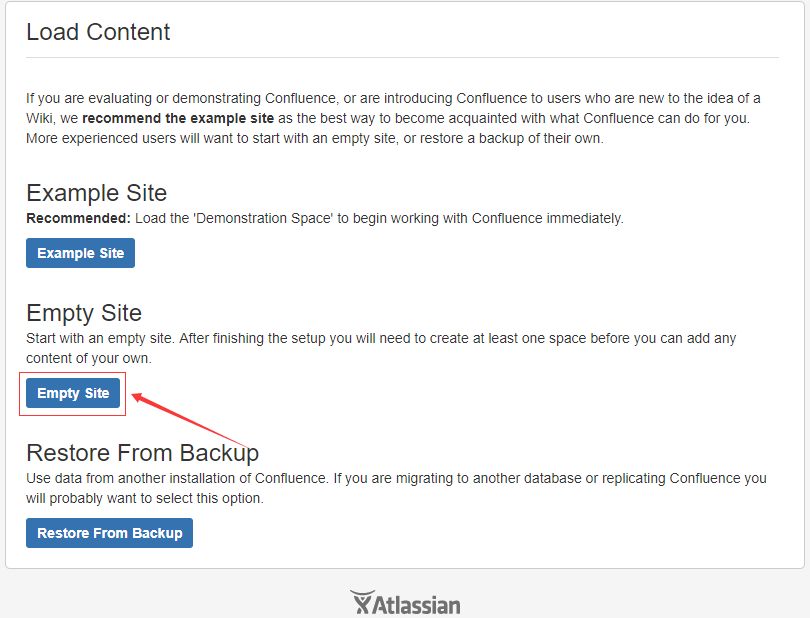 Load Content
If you are evaluating or demonstrating Confluence, or are introducing Confluence to users who are new to the idea of a
Wiki, we recommend the example site as the best way to become acquainted with what Confluence can do for you.
More experienced users will want to start with an empty site, or restore a backup of their own.
Example Site
Recommended: Load the 'Demonstration Space' to begin working with Confluence immediately.
Example Site
Empty Site
Start with an empty site. After finishing the setup you will need to create at least one space before you can add any
content of your own.
Empty Site
Restore From Backup
Use data from another installation of Confluence. If you are migrating to another database or replicating Confluence you
will probably want to select this option.
Restore From Backup
Atlassian